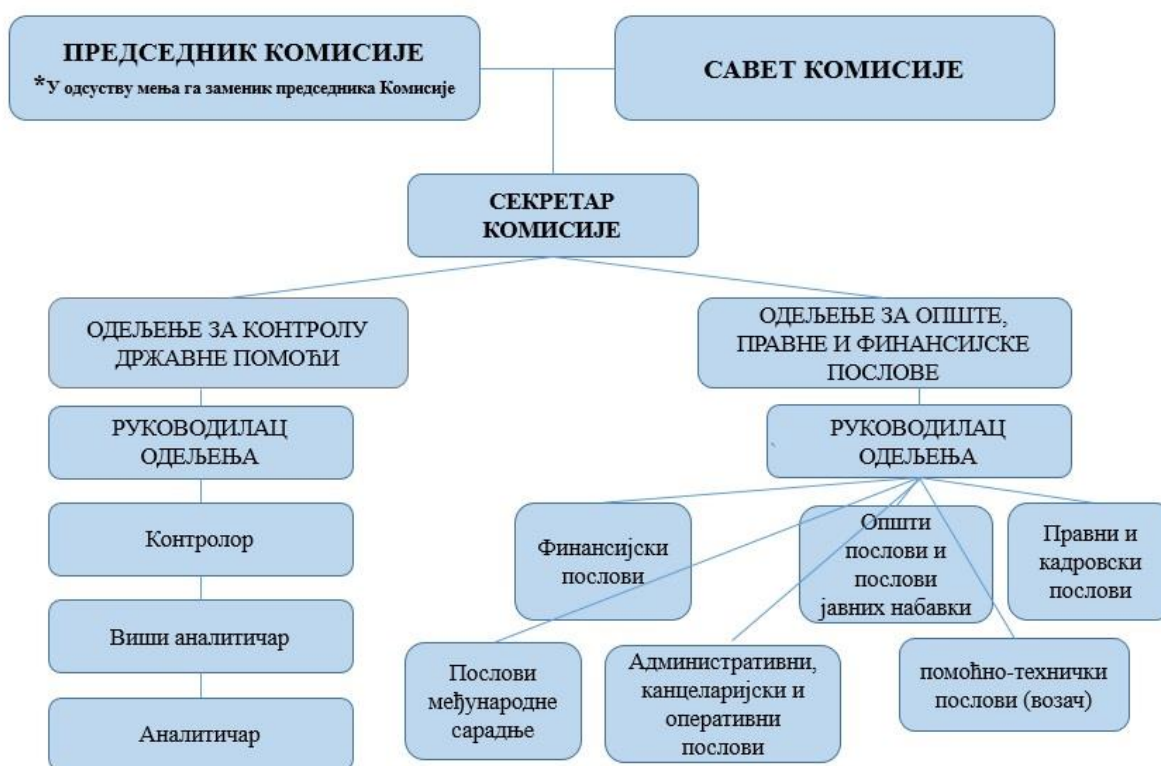 ПРЕДСЕДНИК КОМИСИЈЕ
*У одсуству мења га заменик председника Комисије
САВЕТ КОМИСИЈЕ
СЕКРЕТАР
КОМИСИЈЕ
ОДЕЉЕЊЕ ЗА КОНТРОЛУ
ДРЖАВНЕ ПОМОЋИ
ОДЕЉЕЊЕ ЗА ОПШТЕ,
ПРАВНЕ И ФИНАНСИЈСКЕ
ПОСЛОВЕ
РУКОВОДИЛАЦ
ОДЕЉЕЊА
РУКОВОДИЛАЦ
ОДЕЉЕЊА
Контролор
Виши аналитичар
Аналитичар
Финансијски
послови
Општи
послови и
послови
јавних набавки
Правни и
кадровски
послови
Послови
међународне
сарадње
Административни,
канцеларијски и
оперативни
послови
помоћно-технички
послови (возач)